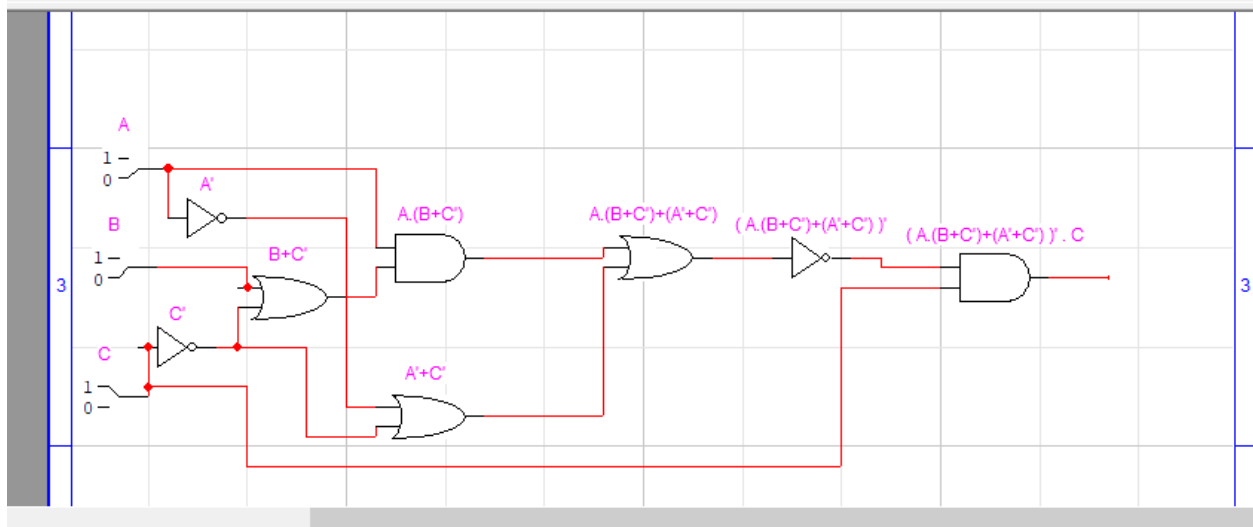 A
1
0
A'
B
A.(B+C')
A.(B+C')+(A'+C')
( A.(B+C')+(A'+C') )'
( A.(B+C')+(A'+C') )' . C
B+C'
1
0
3
3
C'
C
A'+C'
1
0